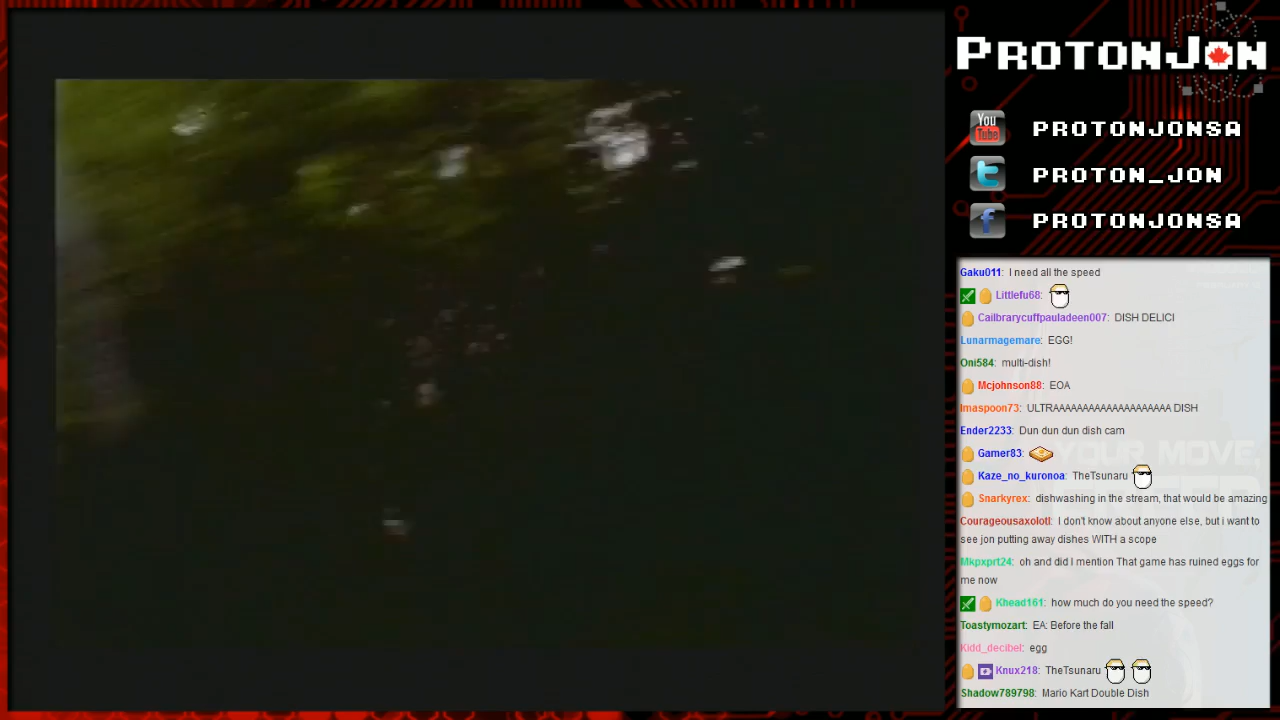 PROTONJON
You
Tube
PROTONJONSA
PROTON_JON
PROTONJONSA
Gaku011: I need all the speed
Littlefu68:
Cailbrarycuffpauladeen007: DISH DELICI
Lunarmagemare: EGG!
Oni584: multi-dish!
Mcjohnson88: EOA
Imaspoon73: ULTRAAAAAAAAAAAAAAAAAAAA DISH
Ender2233: Dun dun dun dish cam
Gamer83:
Kaze_no_kuronoa: TheTsunaru
Snarkyrex: dishwashing in the stream, that would be amazing
Courageousaxolotl: I don't know about anyone else, but i want to
see jon putting away dishes WITH a scope
Mkpxprt24: oh and did I mention That game has ruined eggs for
me now
Khead161: how much do you need the speed?
Toastymozart: EA: Before the fall
Kidd_decibel: egg
Knux218: TheTsunaru
Shadow789798: Mario Kart Double Dish
YOUR MOVE,